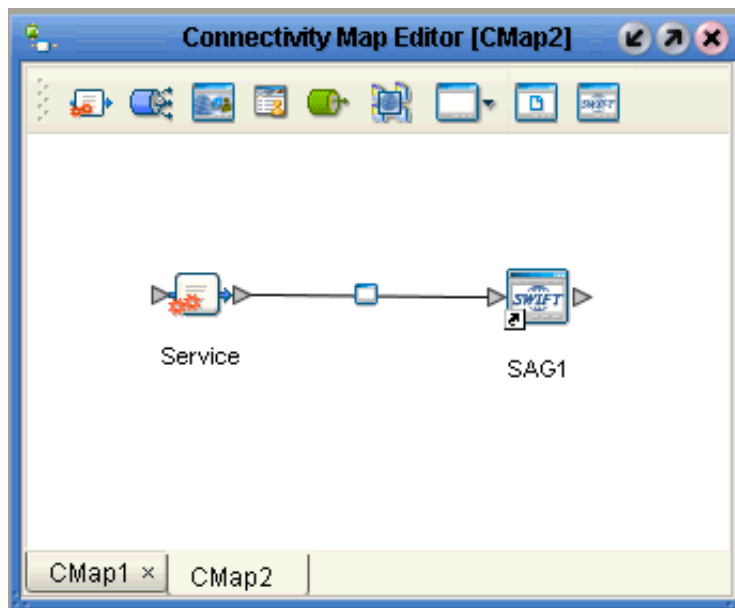 Connectivity Map Editor [CMap2]
SWIFT
SWIFT
Service
SAG1
CMap1 ×
CMap2